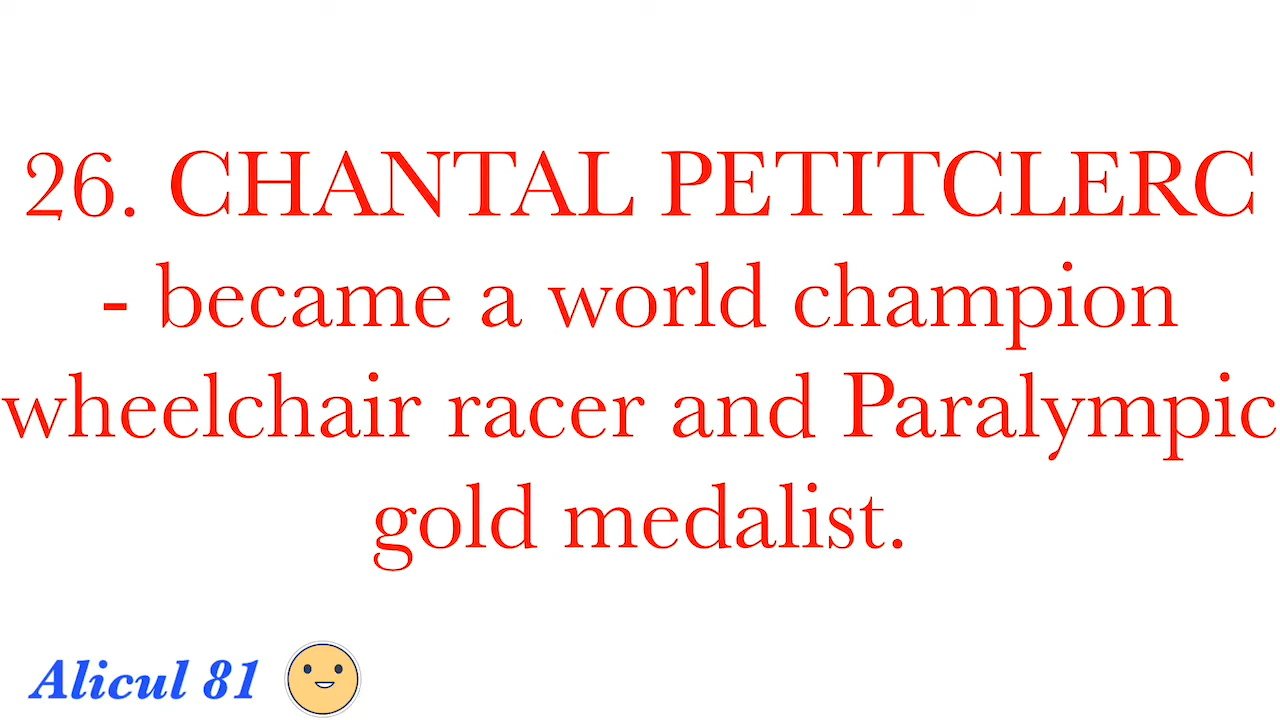 26. CHANTAL PETITCLERC
- became a world champion
wheelchair racer and Paralympic
gold medalist.
Alicul 81